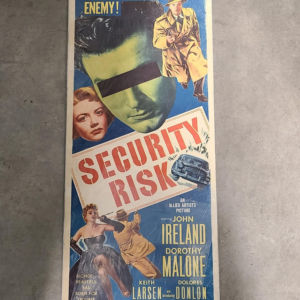 ENEMY!
SECURITY
RISK
AN
ALLIED ARTISTS
PICTURE
JOHN
IRELAND
DOROTHY
MALONE
KEITH
LARSEN
DOLORES
DONLON